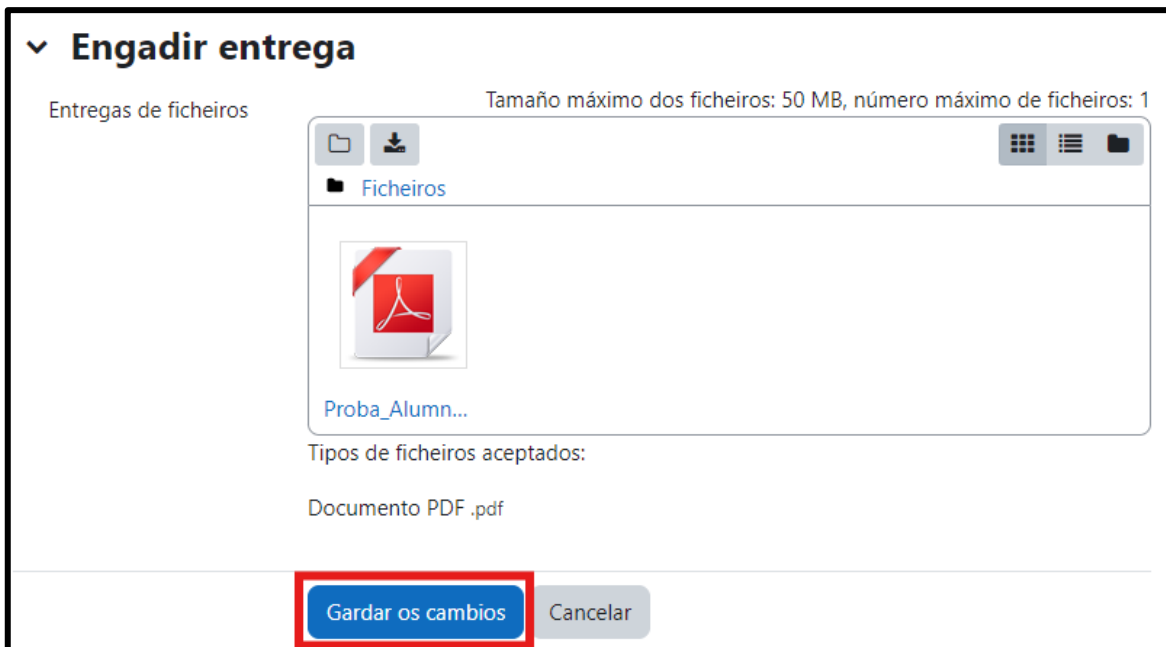 Engadir entrega
Entregas de ficheiros
Tamaño máximo dos ficheiros: 50 MB, número máximo de ficheiros: 1
Ficheiros
Proba_Alumn...
Tipos de ficheiros aceptados:
Documento PDF .pdf
Gardar os cambios
Cancelar